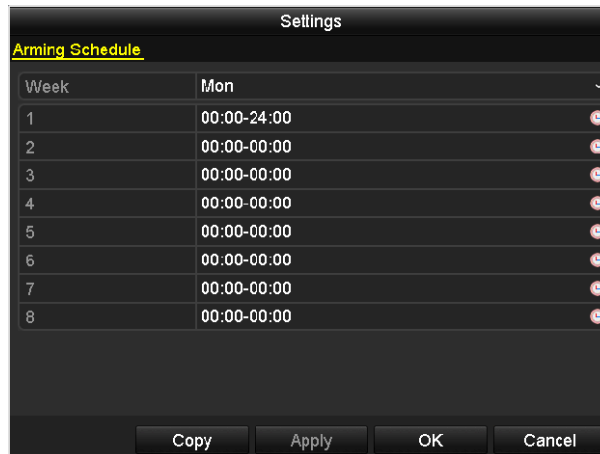 Settings
Arming Schedule
Week Mon
1 00:00-24:00
2 00:00-00:00
3 00:00-00:00
4 00:00-00:00
5 00:00-00:00
6 00:00-00:00
7 00:00-00:00
8 00:00-00:00
Copy Apply OK Cancel